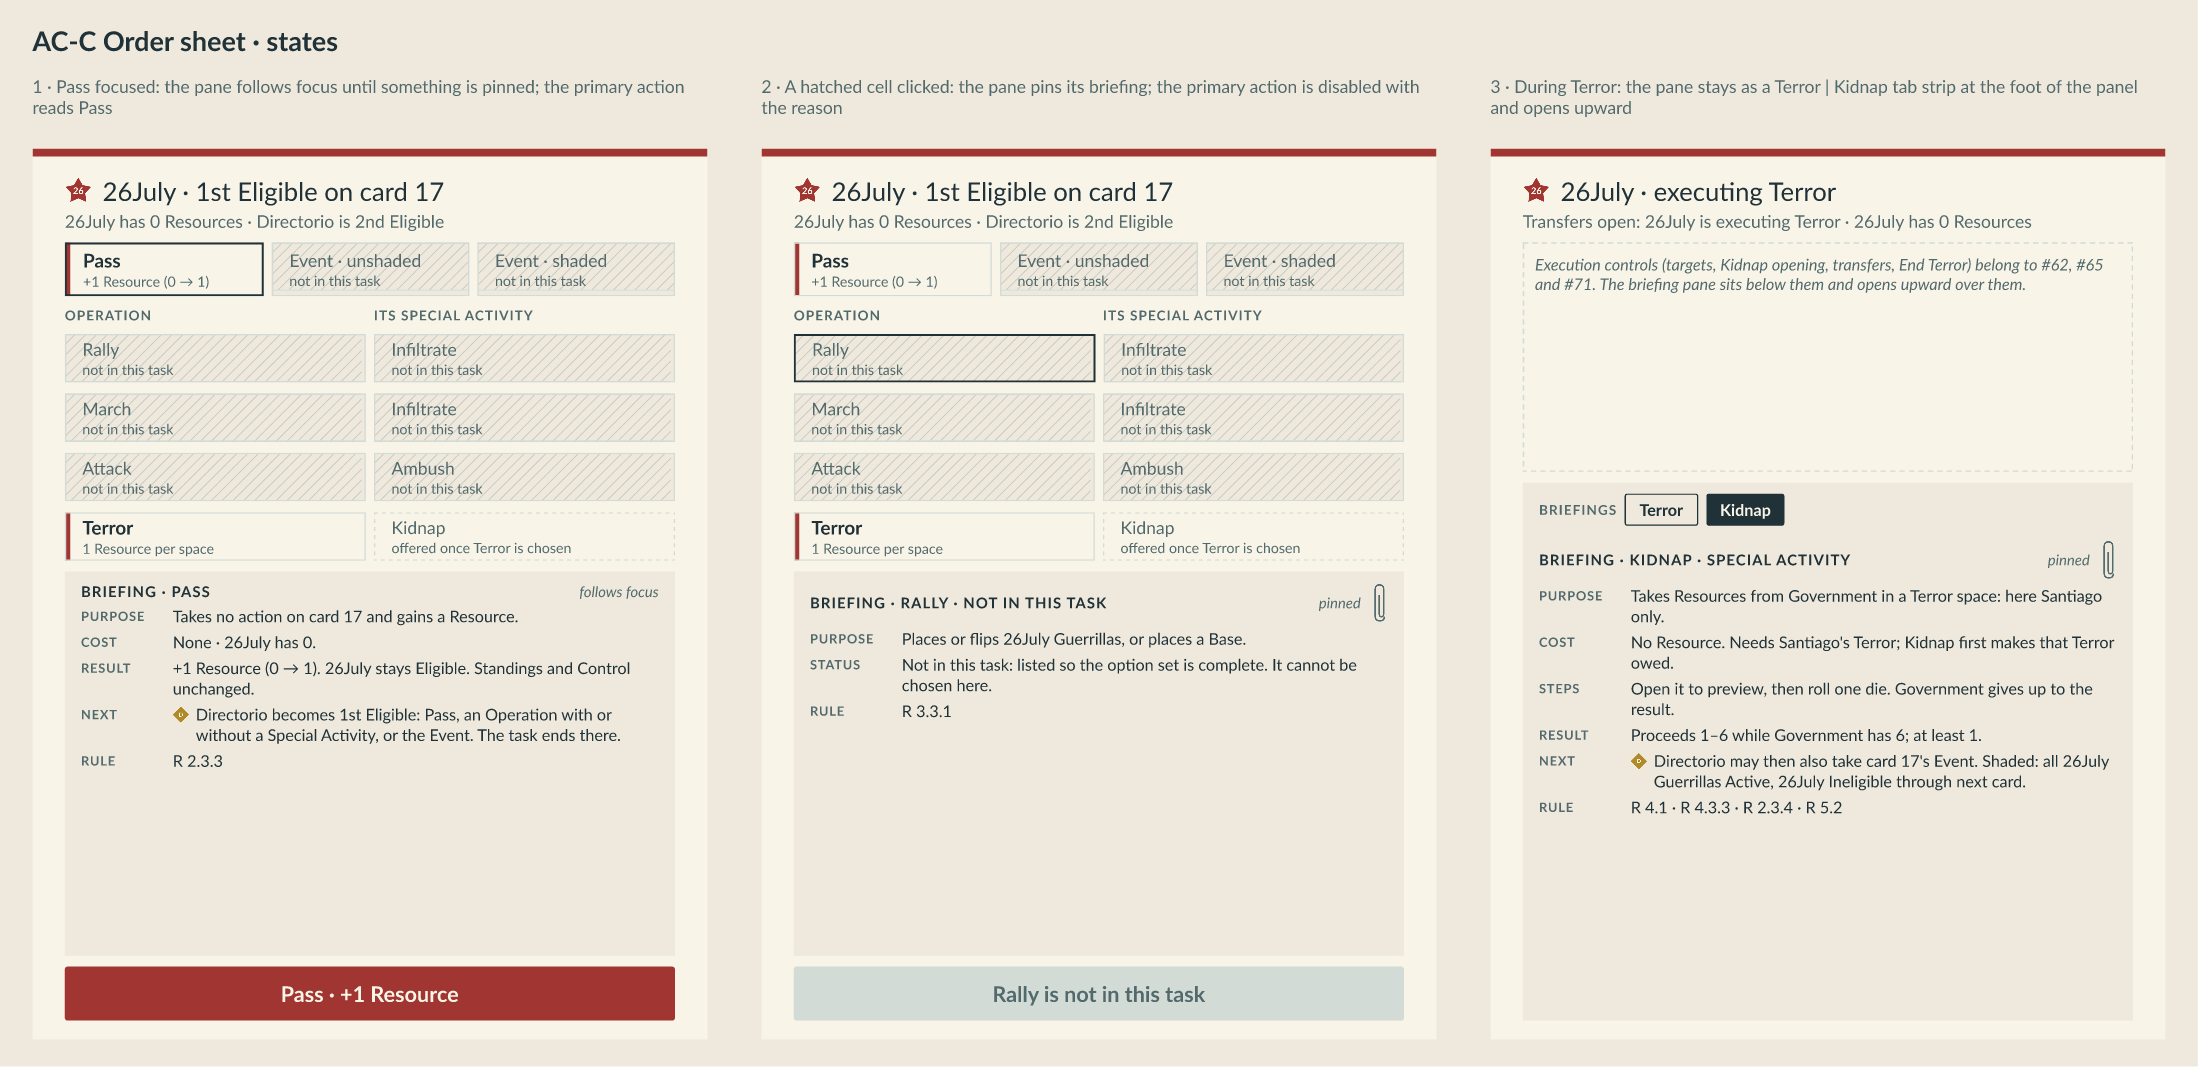 AC-C Order sheet · states
1 · Pass focused: the pane follows focus until something is pinned; the primary action
reads Pass
26
26July · 1st Eligible on card 17
26July has 0 Resources · Directorio is 2nd Eligible
Pass
+1 Resource (0 → 1)
Event · unshaded
not in this task
Event · shaded
not in this task
OPERATION
ITS SPECIAL ACTIVITY
Rally
not in this task
Infiltrate
not in this task
March
not in this task
Infiltrate
not in this task
Attack
not in this task
Ambush
not in this task
Terror
1 Resource per space
Kidnap
offered once Terror is chosen
BRIEFING · PASS
follows focus
PURPOSE
Takes no action on card 17 and gains a Resource.
COST
None · 26July has 0.
RESULT
+1 Resource (0 → 1). 26July stays Eligible. Standings and Control
unchanged.
NEXT
D
Directorio becomes 1st Eligible: Pass, an Operation with or
without a Special Activity, or the Event. The task ends there.
RULE
R 2.3.3
Pass · +1 Resource
2 · A hatched cell clicked: the pane pins its briefing; the primary action is disabled with
the reason
26
26July · 1st Eligible on card 17
26July has 0 Resources · Directorio is 2nd Eligible
Pass
+1 Resource (0 → 1)
Event · unshaded
not in this task
Event · shaded
not in this task
OPERATION
ITS SPECIAL ACTIVITY
Rally
not in this task
Infiltrate
not in this task
March
not in this task
Infiltrate
not in this task
Attack
not in this task
Ambush
not in this task
Terror
1 Resource per space
Kidnap
offered once Terror is chosen
BRIEFING · RALLY · NOT IN THIS TASK
pinned
PURPOSE
Places or flips 26July Guerrillas, or places a Base.
STATUS
Not in this task: listed so the option set is complete. It cannot be
chosen here.
RULE
R 3.3.1
Rally is not in this task
3 · During Terror: the pane stays as a Terror | Kidnap tab strip at the foot of the panel
and opens upward
26
26July · executing Terror
Transfers open: 26July is executing Terror · 26July has 0 Resources
Execution controls (targets, Kidnap opening, transfers, End Terror) belong to #62, #65
and #71. The briefing pane sits below them and opens upward over them.
BRIEFINGS
Terror
Kidnap
BRIEFING · KIDNAP · SPECIAL ACTIVITY
pinned
PURPOSE
Takes Resources from Government in a Terror space: here Santiago
only.
COST
No Resource. Needs Santiago's Terror; Kidnap first makes that Terror
owed.
STEPS
Open it to preview, then roll one die. Government gives up to the
result.
RESULT
Proceeds 1–6 while Government has 6; at least 1.
NEXT
D
Directorio may then also take card 17's Event. Shaded: all 26July
Guerrillas Active, 26July Ineligible through next card.
RULE
R 4.1 · R 4.3.3 · R 2.3.4 · R 5.2